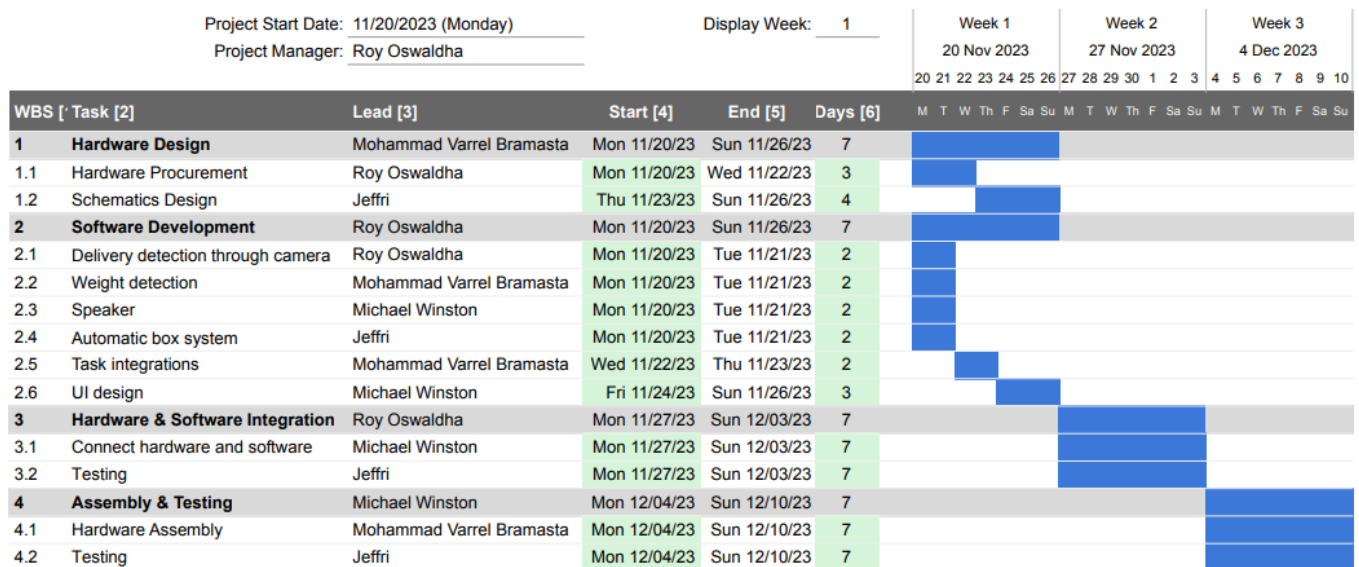 Project Start Date: 11/20/2023 (Monday) Display Week: 1 Week 1 Week 2 Week 3
Project Manager: Roy Oswaldha 20 Nov 2023 27 Nov 2023 4 Dec 2023
20 21 22 23 24 25 26 27 28 29 30 1 2 3 4 5 6 7 8 9 10
WBS [ Task [2] Lead [3] Start [4] End [5] Days [6] M T W Th F Sa Su M T W Th F Sa Su M T W Th F Sa Su
1 Hardware Design Mohammad Varrel Bramasta Mon 11/20/23 Sun 11/26/23 7
1.1 Hardware Procurement Roy Oswaldha Mon 11/20/23 Wed 11/22/23 3
1.2 Schematics Design Jeffri Thu 11/23/23 Sun 11/26/23 4
2 Software Development Roy Oswaldha Mon 11/20/23 Sun 11/26/23 7
2.1 Delivery detection through camera Roy Oswaldha Mon 11/20/23 Tue 11/21/23 2
2.2 Weight detection Mohammad Varrel Bramasta Mon 11/20/23 Tue 11/21/23 2
2.3 Speaker Michael Winston Mon 11/20/23 Tue 11/21/23 2
2.4 Automatic box system Jeffri Mon 11/20/23 Tue 11/21/23 2
2.5 Task integrations Mohammad Varrel Bramasta Wed 11/22/23 Thu 11/23/23 2
2.6 UI design Michael Winston Fri 11/24/23 Sun 11/26/23 3
3 Hardware & Software Integration Roy Oswaldha Mon 11/27/23 Sun 12/03/23 7
3.1 Connect hardware and software Michael Winston Mon 11/27/23 Sun 12/03/23 7
3.2 Testing Jeffri Mon 11/27/23 Sun 12/03/23 7
4 Assembly & Testing Michael Winston Mon 12/04/23 Sun 12/10/23 7
4.1 Hardware Assembly Mohammad Varrel Bramasta Mon 12/04/23 Sun 12/10/23 7
4.2 Testing Jeffri Mon 12/04/23 Sun 12/10/23 7